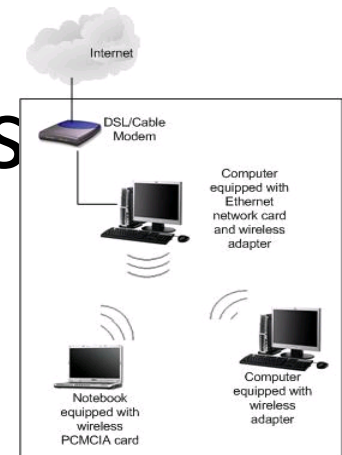 Internet
DSL/Cable
Modem
S
Computer
equipped with
Ethernet
network card
and wireless
adapter
Notebook
equipped with
wireless
PCMCIA card
Computer
equipped with
wireless
adapter